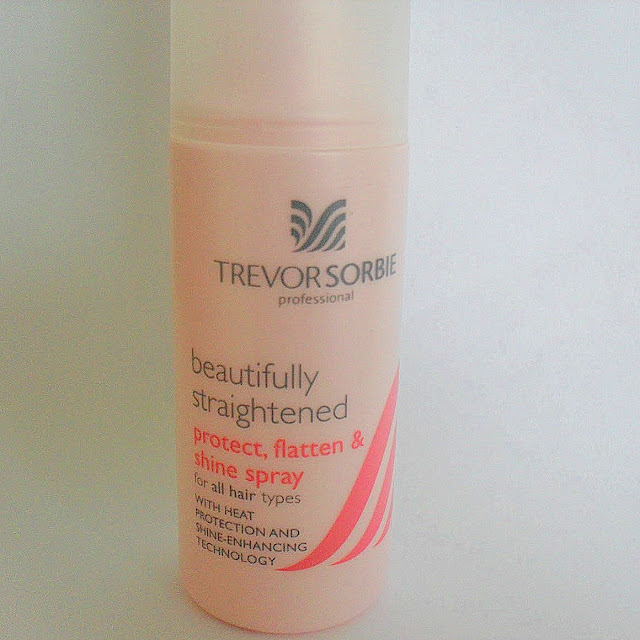 TREVOR SORBIE
professional
beautifully
straightened
protect, flatten &
shine spray
for all hair types
WITH HEAT
PROTECTION AND
SHINE-ENHANCING
TECHNOLOGY